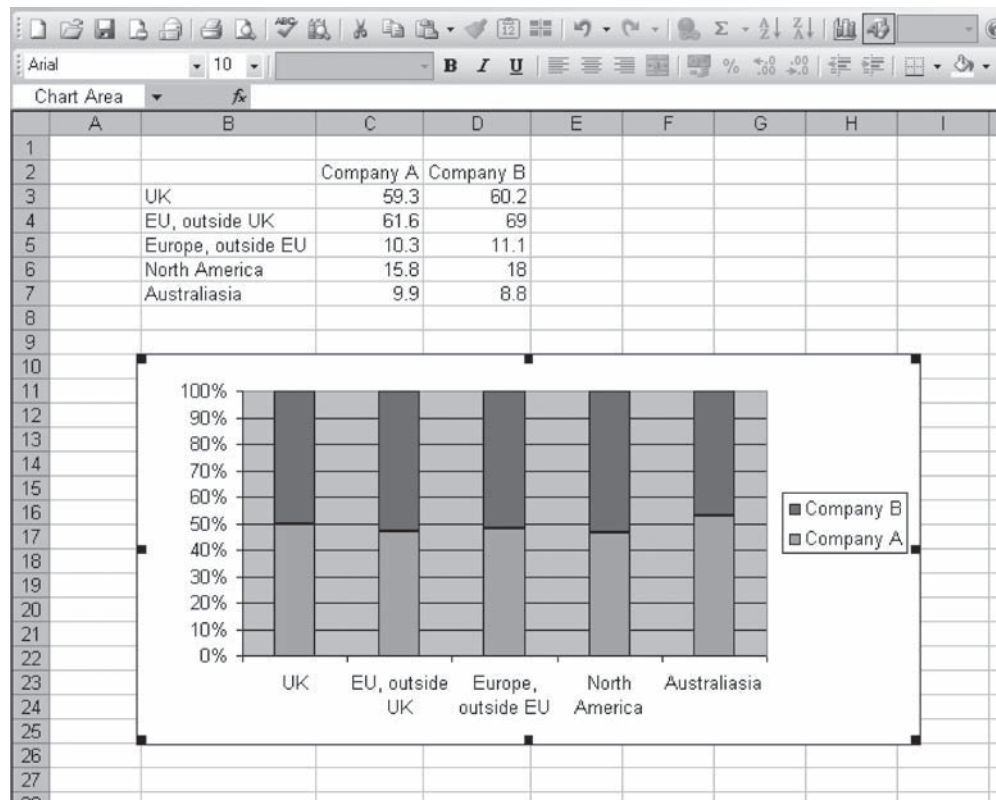 ABC
12
Σ
A
Z
Z
A
Arial 10 B I U % .00 .00
Chart Area fx
A B C D E F G H I
1
2 Company A Company B
3 UK 59.3 60.2
4 EU, outside UK 61.6 69
5 Europe, outside EU 10.3 11.1
6 North America 15.8 18
7 Australiasia 9.9 8.8
8
9
10
11
12
13
14
15
16
17
18
19
20
21
22
23
24
25
26
27
100%
90%
80%
70%
60%
50%
40%
30%
20%
10%
0%
UK
EU, outside
UK
Europe,
outside EU
North
America
Australiasia
Company B
Company A